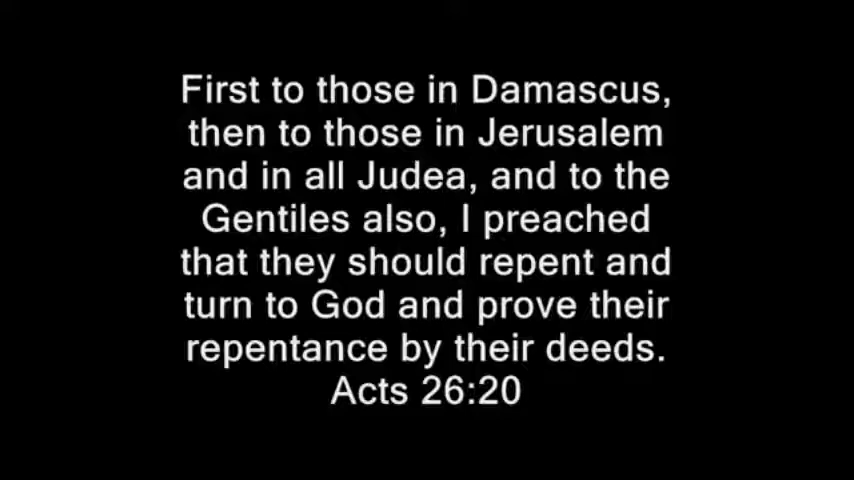 First to those in Damascus,
then to those in Jerusalem
and in all Judea, and to the
Gentiles also, I preached
that they should repent and
turn to God and prove their
repentance by their deeds.
Acts 26:20